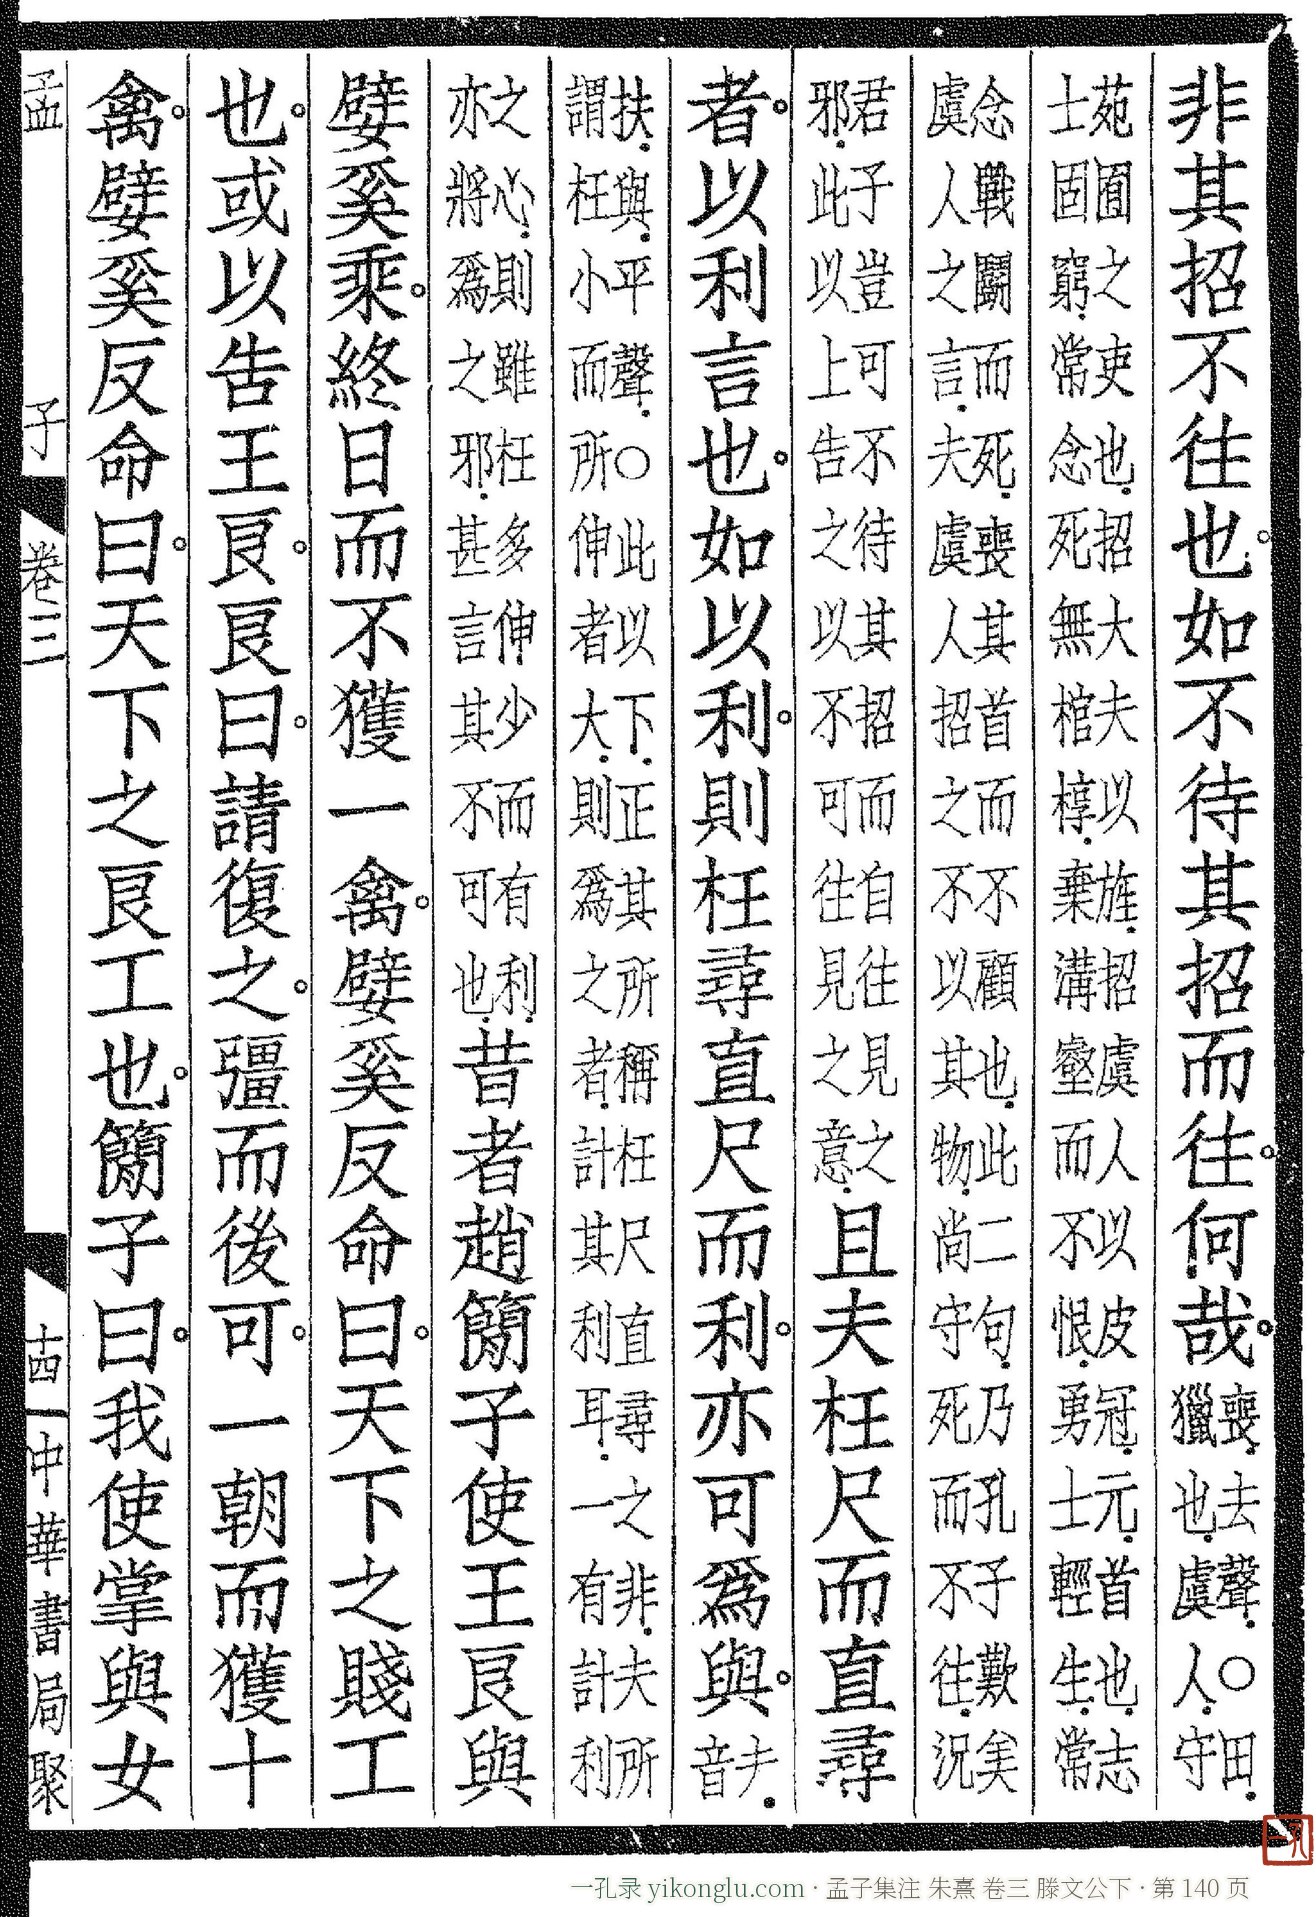 非其招不往也。如不待其招而往。何哉。喪。去聲。○田。
獵也。虞人。守
苑囿之吏也。招大夫以旌。招虞人以皮冠。元。首也。志
士固窮。常念死無棺椁。棄溝壑而不恨。勇士輕生。常
念戰鬭而死。喪其首而不顧也。此二句。乃孔子歎美
虞人之言。夫虞人招之不以其物。尚守死而不往。況
君子豈可不待其招而自往見之
邪。此以上告之以不可往見之意。且夫枉尺而直尋
者。以利言也。如以利。則枉尋直尺而利。亦可爲與。夫。
音
扶。與。平聲。○此以下。正其所稱枉尺直尋之非。夫所
謂枉小而所伸者大。則爲之者。計其利耳。一有計利
之心。則雖枉多伸。少而有利。
亦將爲之邪。甚言其不可也。昔者趙簡子使王良與
嬖奚乘。終日而不獲一禽。嬖奚反命曰。天下之賤工
也。或以告王良。良曰。請復之。彊而後可。一朝而獲十
禽。嬖奚反命曰。天下之良工也。簡子曰。我使掌與女
孟子 卷三 十四 中華書局聚
一孔录 yikonglu.com · 孟子集注 朱熹 卷三 滕文公下 · 第 140 页